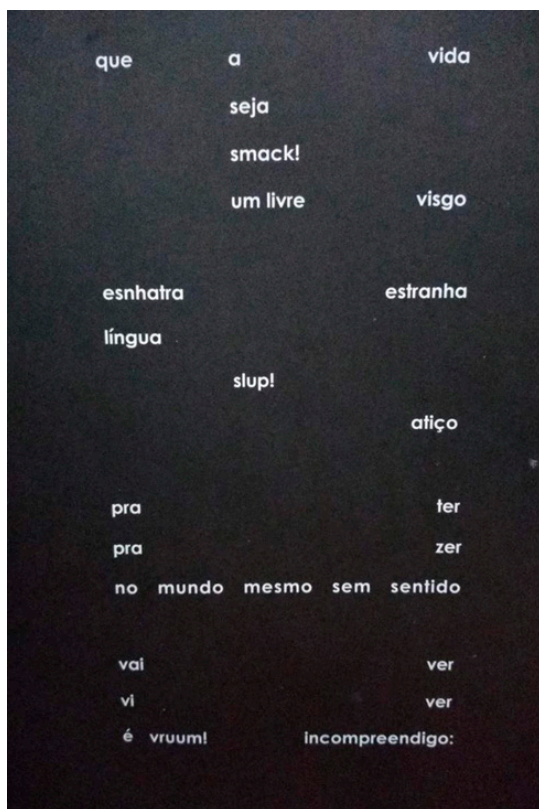 que a vida
seja
smack!
um livre visgo
esnhatra estranha
língua
slup!
atiço
pra ter
pra zer
no mundo mesmo sem sentido
vai ver
vi ver
é vruum! incompreendigo: